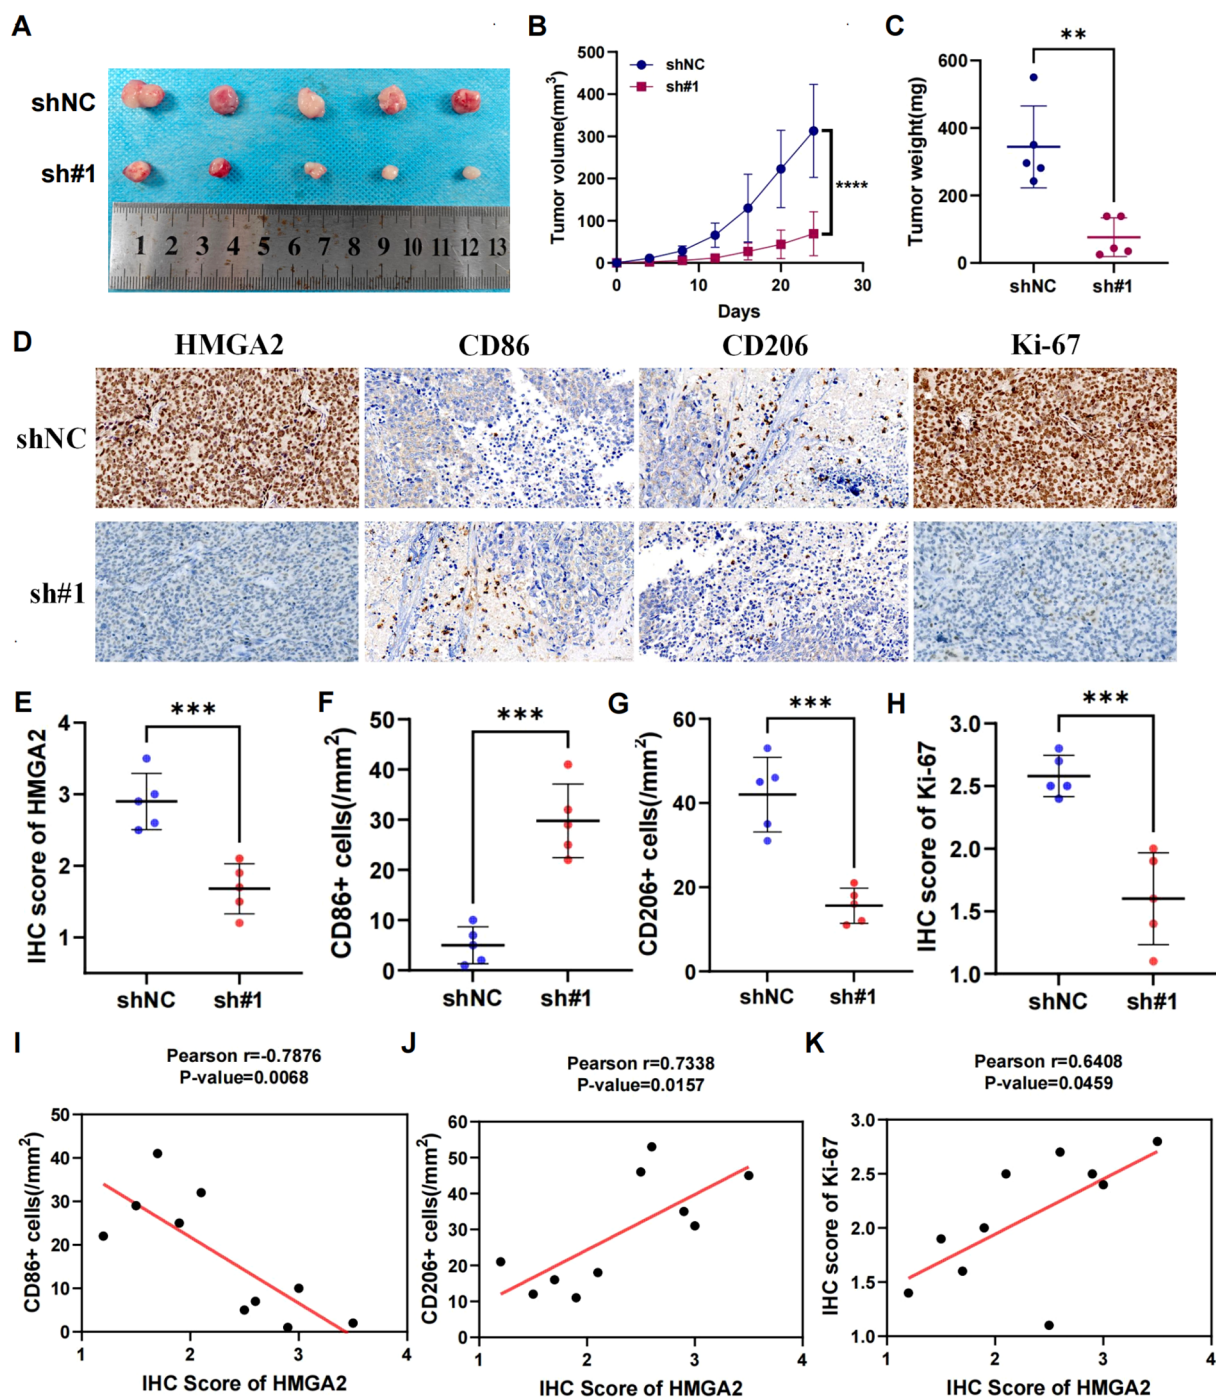 A
shNC
sh#1
1 2 3 4 5 6 7 8 9 10 11 12 13
B
Tumor volume(mm3)
500
400
300
200
100
0
shNC
sh#1
****
0 10 20 30
Days
C
**
Tumor weight(mg)
600
400
200
0
shNC sh#1
D
HMGA2 CD86 CD206 Ki-67
shNC
sh#1
E
***
IHC score of HMGA2
4
3
2
1
shNC sh#1
F
***
CD86+ cells(/mm2)
50
40
30
20
10
0
shNC sh#1
G
***
CD206+ cells(/mm2)
60
40
20
0
shNC sh#1
H
***
IHC score of Ki-67
3.0
2.5
2.0
1.5
1.0
shNC sh#1
I
Pearson r=-0.7876
P-value=0.0068
CD86+ cells(/mm2)
50
40
30
20
10
0
1 2 3 4
IHC Score of HMGA2
J
Pearson r=0.7338
P-value=0.0157
CD206+ cells(/mm2)
60
50
40
30
20
10
0
1 2 3 4
IHC Score of HMGA2
K
Pearson r=0.6408
P-value=0.0459
IHC score of Ki-67
3.0
2.5
2.0
1.5
1.0
1 2 3 4
IHC Score of HMGA2